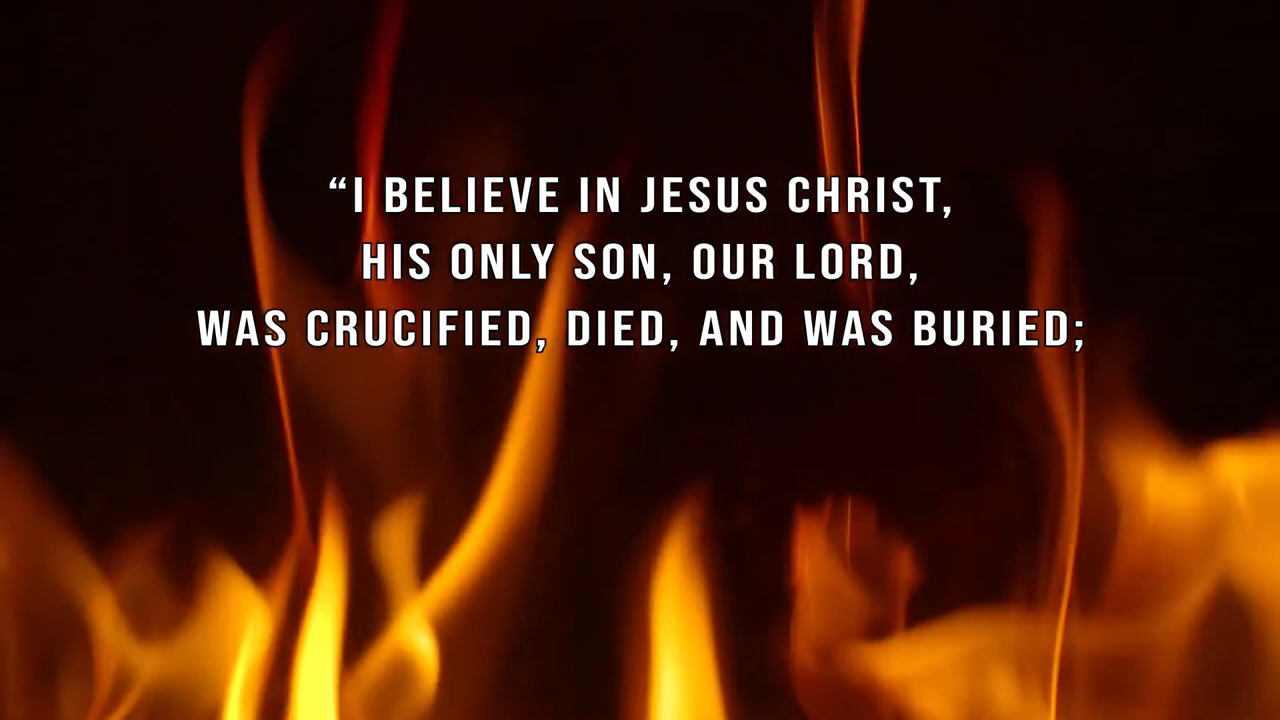 “I BELIEVE IN JESUS CHRIST,
HIS ONLY SON, OUR LORD,
WAS CRUCIFIED, DIED, AND WAS BURIED;